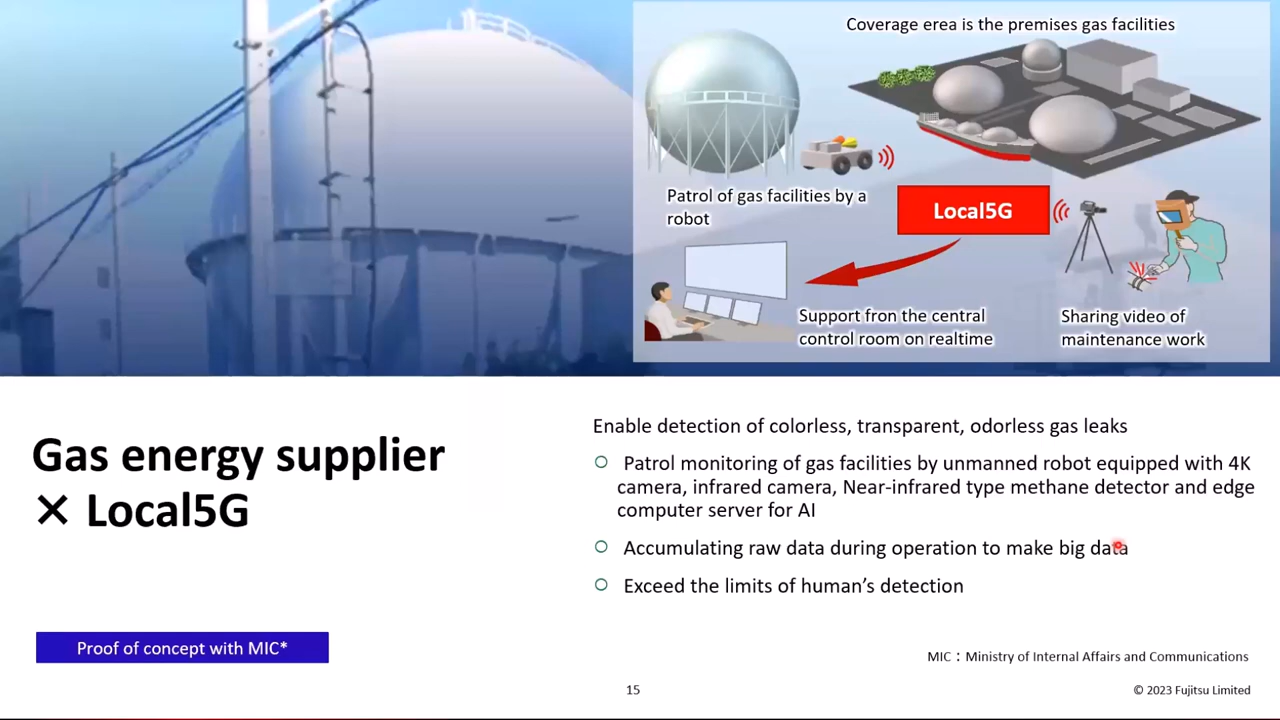 Coverage erea is the premises gas facilities
Patrol of gas facilities by a
robot
Local5G
Support fron the central
control room on realtime
Sharing video of
maintenance work
Gas energy supplier
× Local5G
Proof of concept with MIC*
Enable detection of colorless, transparent, odorless gas leaks
○ Patrol monitoring of gas facilities by unmanned robot equipped with 4K
camera, infrared camera, Near-infrared type methane detector and edge
computer server for AI
○ Accumulating raw data during operation to make big data
○ Exceed the limits of human’s detection
MIC：Ministry of Internal Affairs and Communications
15
© 2023 Fujitsu Limited